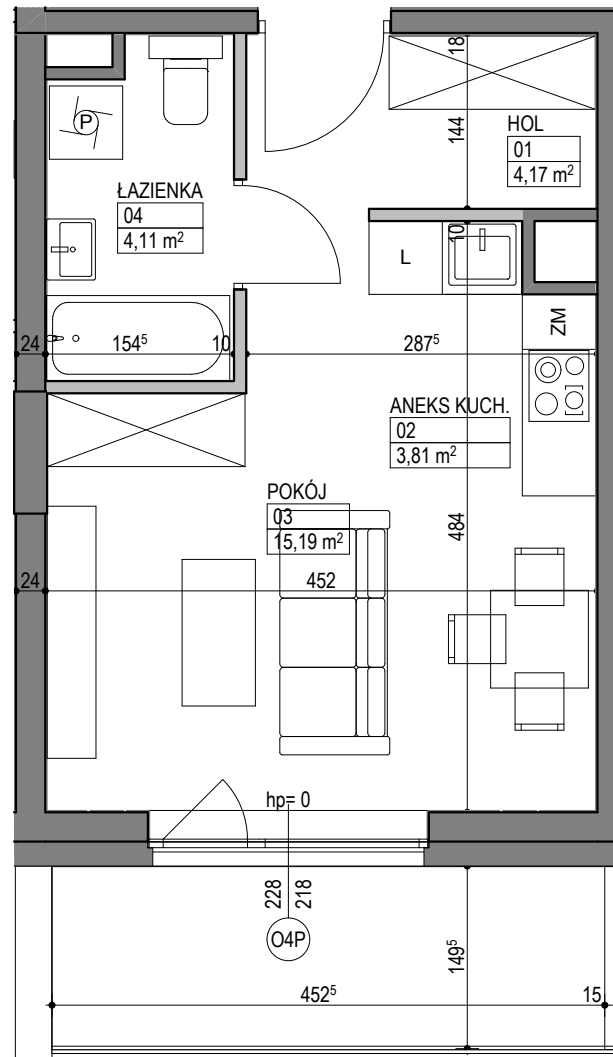 18
144
HOL
01
4,17 m²
P
ŁAZIENKA
04
4,11 m²
10
L
ZM
24
154⁵
10
287⁵
ANEKS KUCH.
02
3,81 m²
POKÓJ
03
15,19 m²
484
24
452
hp= 0
228
218
O4P
149⁵
452⁵
15